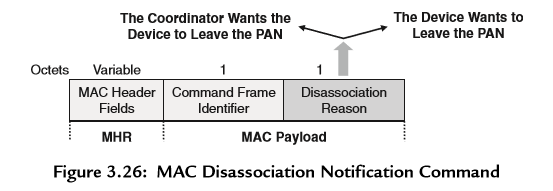 The Coordinator Wants the
Device to Leave the PAN
The Device Wants to
Leave the PAN
Octets Variable 1 1
MAC Header
Fields
Command Frame
Identifier
Disassociation
Reason
MHR MAC Payload
Figure 3.26: MAC Disassociation Notification Command